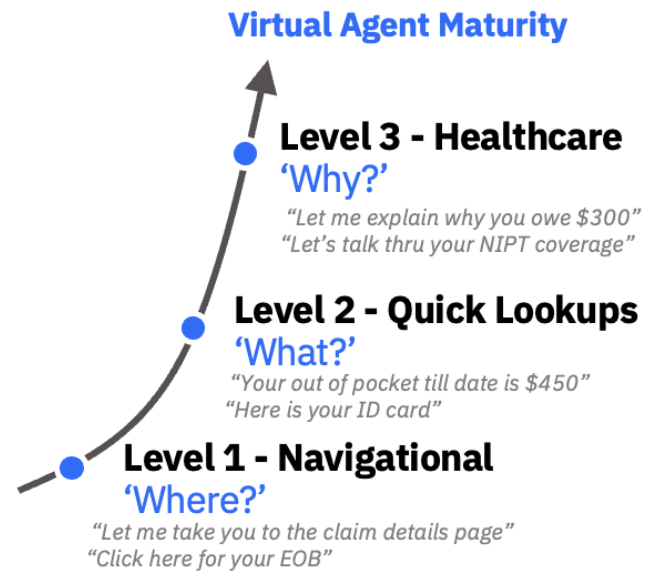 Virtual Agent Maturity
Level 3 - Healthcare
‘Why?’
“Let me explain why you owe $300”
“Let’s talk thru your NIPT coverage”
Level 2 - Quick Lookups
‘What?’
“Your out of pocket till date is $450”
“Here is your ID card”
Level 1 - Navigational
‘Where?’
“Let me take you to the claim details page”
“Click here for your EOB”